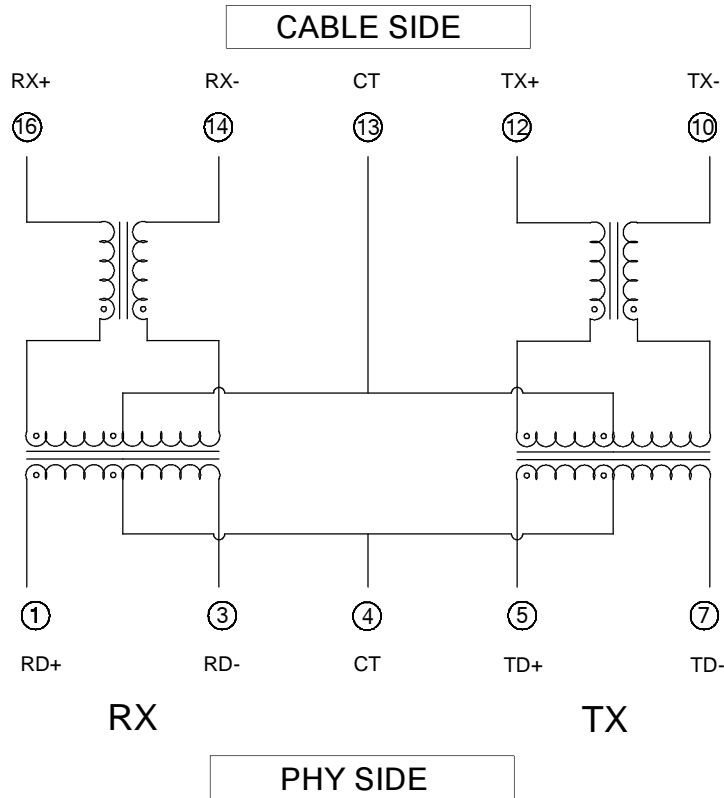 CABLE SIDE
RX+ RX- CT TX+ TX-
16 14 13 12 10
1 3 4 5 7
RD+ RD- CT TD+ TD-
RX TX
PHY SIDE